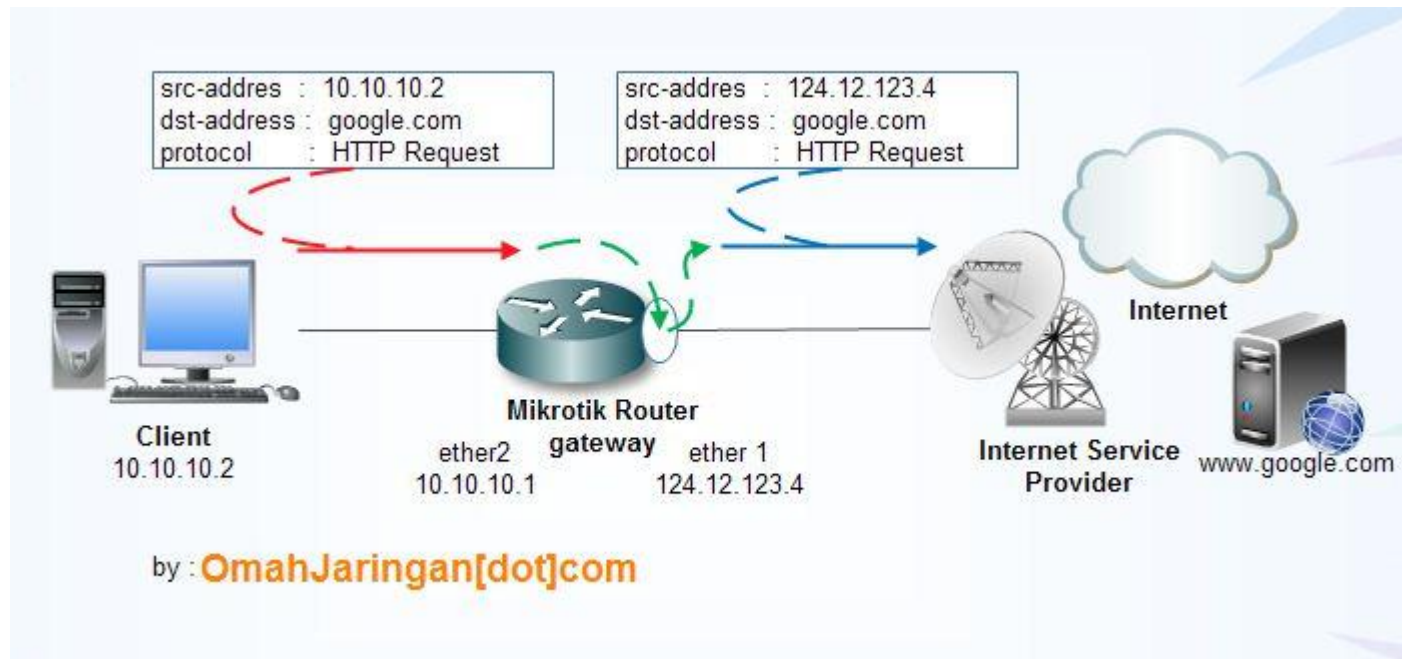 src-addres : 10.10.10.2
dst-address : google.com
protocol : HTTP Request
src-addres : 124.12.123.4
dst-address : google.com
protocol : HTTP Request
Internet
Client
10.10.10.2
Mikrotik Router
gateway
ether2
10.10.10.1
ether 1
124.12.123.4
Internet Service
Provider
www.google.com
by : OmahJaringan[dot]com